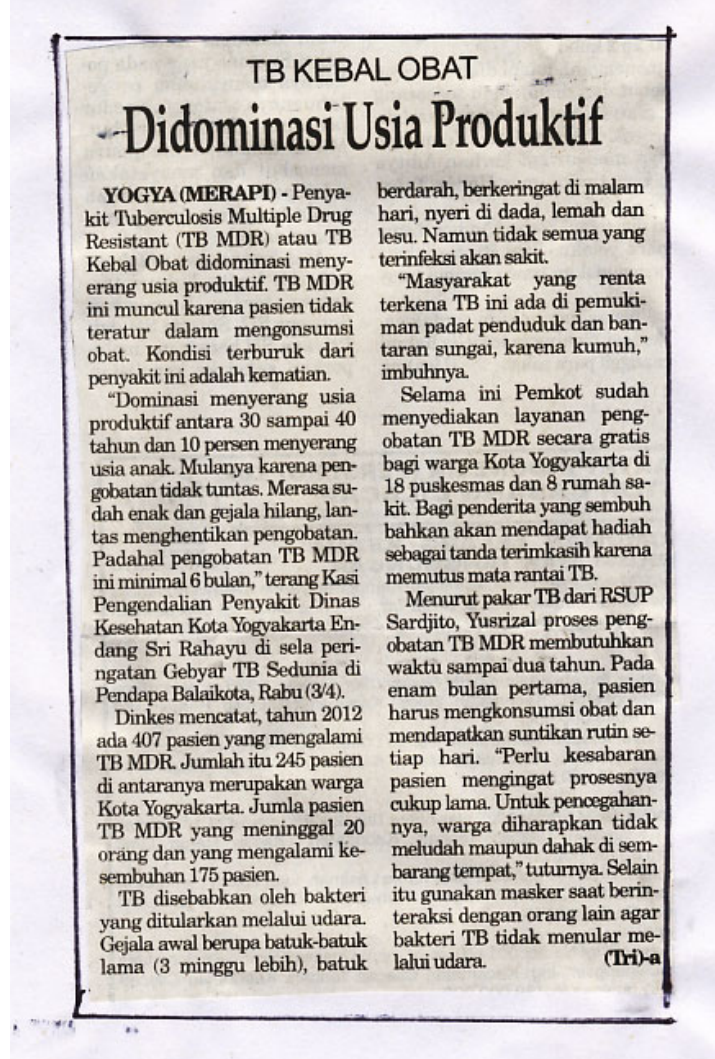 TB KEBAL OBAT
Didominasi Usia Produktif
YOGYA (MERAPI) - Penya-
kit Tuberculosis Multiple Drug
Resistant (TB MDR) atau TB
Kebal Obat didominasi meny-
erang usia produktif. TB MDR
ini muncul karena pasien tidak
teratur dalam mengonsumsi
obat. Kondisi terburuk dari
penyakit ini adalah kematian.
"Dominasi menyerang usia
produktif antara 30 sampai 40
tahun dan 10 persen menyerang
usia anak. Mulanya karena pen-
gobatan tidak tuntas. Merasa su-
dah enak dan gejala hilang, lan-
tas menghentikan pengobatan.
Padahal pengobatan TB MDR
ini minimal 6 bulan," terang Kasi
Pengendalian Penyakit Dinas
Kesehatan Kota Yogyakarta En-
dang Sri Rahayu di sela peri-
ngatan Gebyar TB Sedunia di
Pendapa Balaikota, Rabu (3/4).
Dinkes mencatat, tahun 2012
ada 407 pasien yang mengalami
TB MDR. Jumlah itu 245 pasien
di antaranya merupakan warga
Kota Yogyakarta. Jumla pasien
TB MDR yang meninggal 20
orang dan yang mengalami ke-
sembuhan 175 pasien.
TB disebabkan oleh bakteri
yang ditularkan melalui udara.
Gejala awal berupa batuk-batuk
lama (3 minggu lebih), batuk
berdarah, berkeringat di malam
hari, nyeri di dada, lemah dan
lesu. Namun tidak semua yang
terinfeksi akan sakit.
"Masyarakat yang renta
terkena TB ini ada di pemuki-
man padat penduduk dan ban-
taran sungai, karena kumuh,"
imbuhnya.
Selama ini Pemkot sudah
menyediakan layanan peng-
obatan TB MDR secara gratis
bagi warga Kota Yogyakarta di
18 puskesmas dan 8 rumah sa-
kit. Bagi penderita yang sembuh
bahkan akan mendapat hadiah
sebagai tanda terimkasih karena
memutus mata rantai TB.
Menurut pakar TB dari RSUP
Sardjito, Yusrizal proses peng-
obatan TB MDR membutuhkan
waktu sampai dua tahun. Pada
enam bulan pertama, pasien
harus mengkonsumsi obat dan
mendapatkan suntikan rutin se-
tiap hari. "Perlu kesabaran
pasien mengingat prosesnya
cukup lama. Untuk pencegahan-
nya, warga diharapkan tidak
meludah maupun dahak di sem-
barang tempat," tuturnya. Selain
itu gunakan masker saat berin-
teraksi dengan orang lain agar
bakteri TB tidak menular me-
lalui udara. (Tri)-a